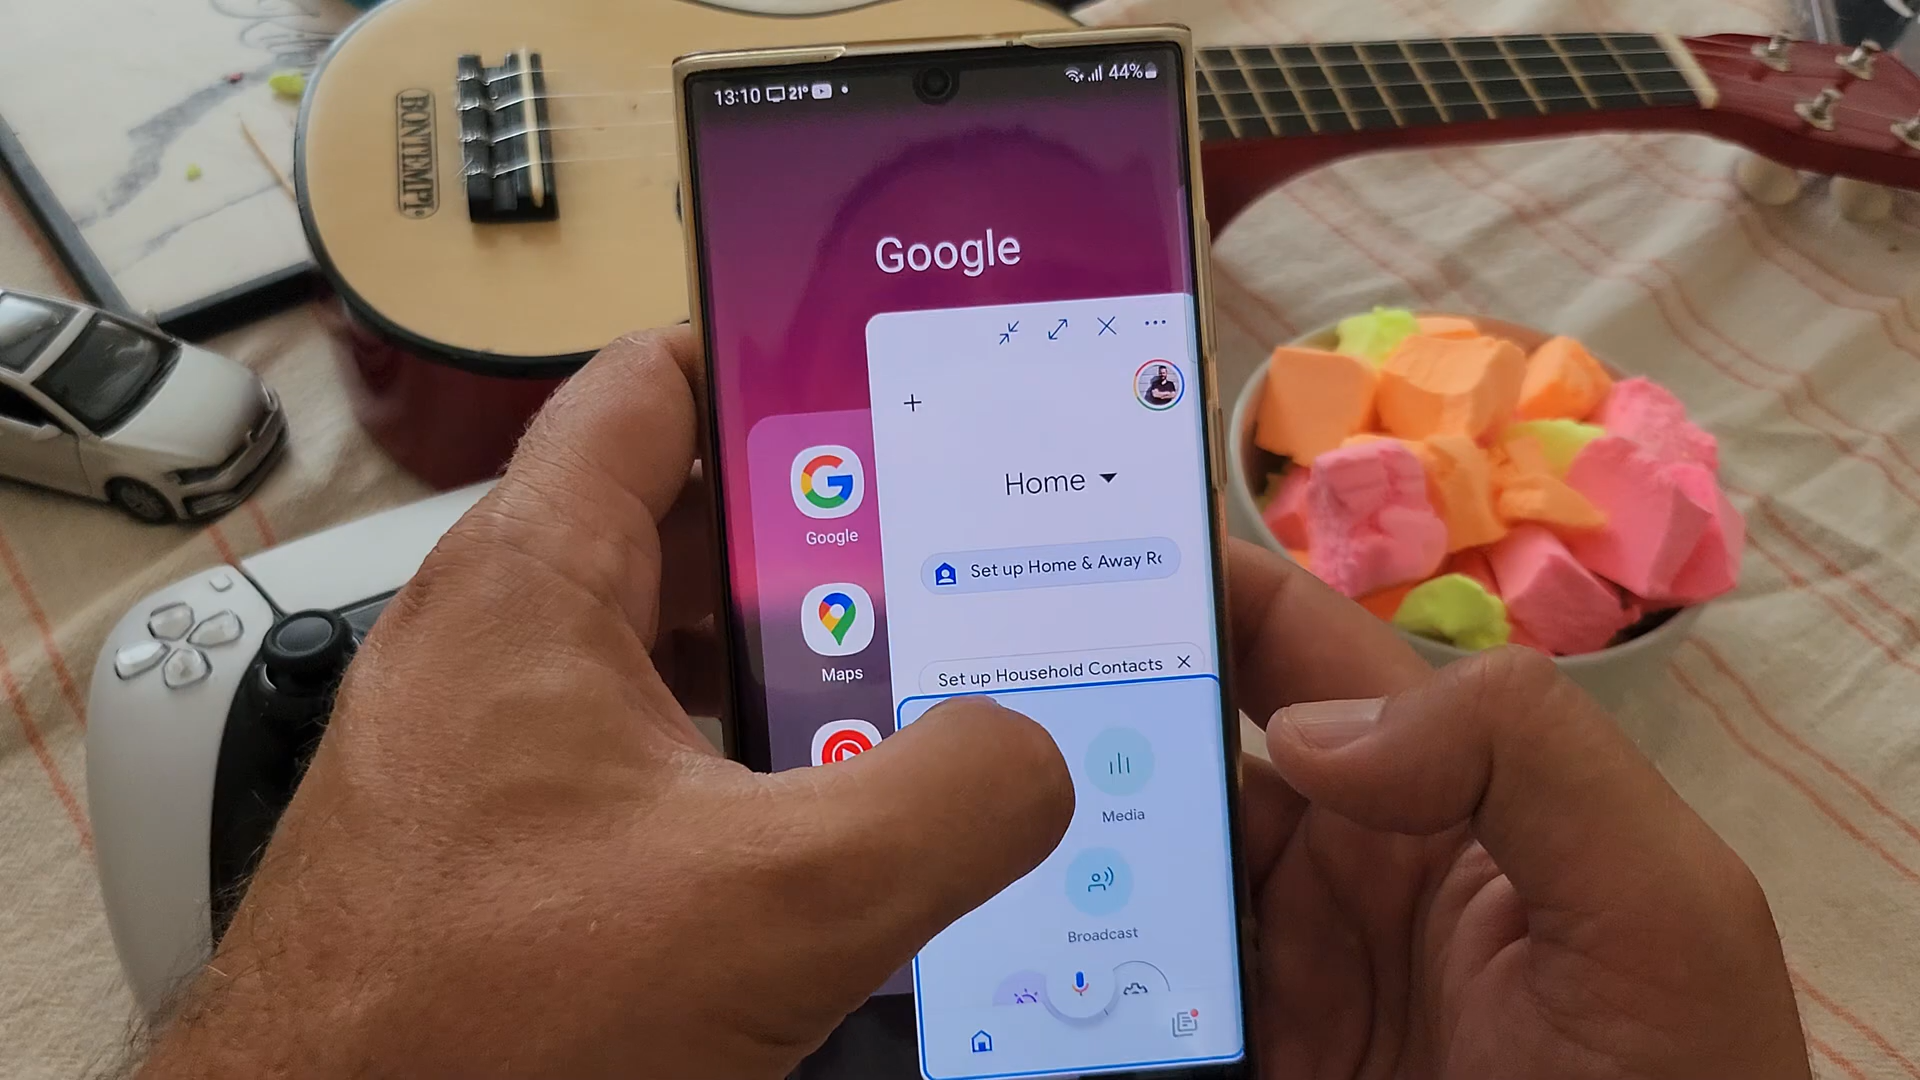 BONTEMPI
13:10 21°
44%
Google
Home
Google
Set up Home & Away Ro
Maps
Set up Household Contacts
Media
Broadcast